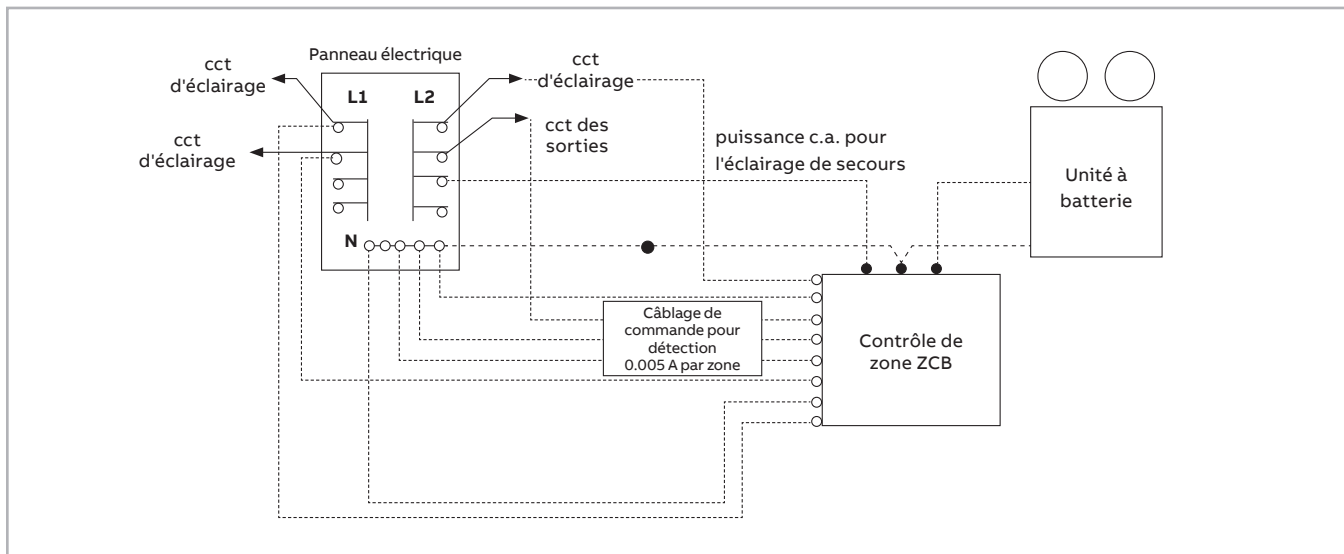 Panneau électrique
cct
d'éclairage
L1
L2
cct
d'éclairage
cct
d'éclairage
cct des
sorties
puissance c.a. pour
l'éclairage de secours
Unité à
batterie
N
Câblage de
commande pour
détection
0.005 A par zone
Contrôle de
zone ZCB